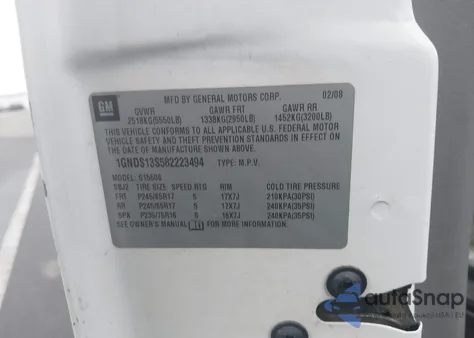 GM
MFD BY GENERAL MOTORS CORP. 02/08
GVWR GAWR FRT GAWR RR
2518KG(5550LB) 1338KG(2950LB) 1452KG(3200LB)
THIS VEHICLE CONFORMS TO ALL APPLICABLE U.S. FEDERAL MOTOR
VEHICLE SAFETY AND THEFT PREVENTION STANDARDS IN EFFECT ON
THE DATE OF MANUFACTURE SHOWN ABOVE.
1GNDS13S582223494 TYPE: M.P.V.
MODEL:
TIRE SIZE SPEED RTG RIM COLD TIRE PRESSURE
FRT P245/65R17 S 17X7J 210KPA(30PSI)
RR P245/65R17 S 17X7J 240KPA(35PSI)
SPA P235/75R16 S 16X7J 240KPA(35PSI)
SEE OWNER'S MANUAL FOR MORE INFORMATION.
autoSnap